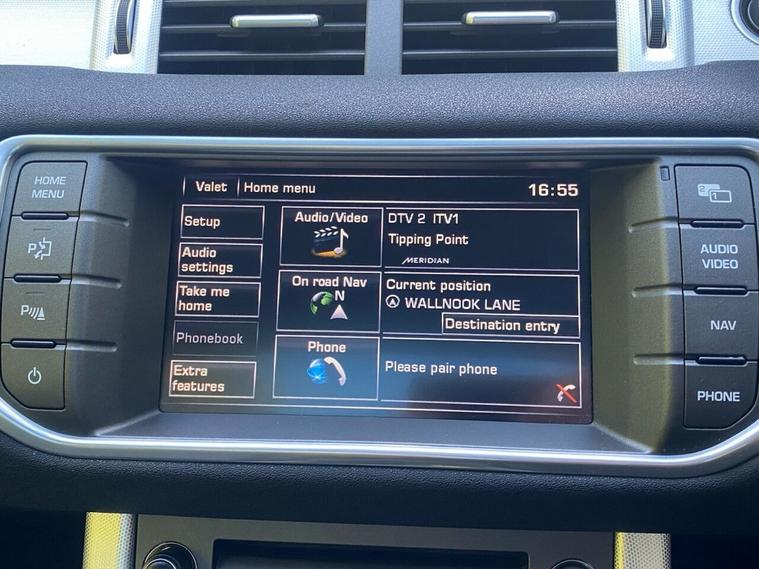 HOME
MENU
P
P
2
1
AUDIO
VIDEO
NAV
PHONE
Valet
Home menu
16:55
Setup
Audio
settings
Take me
home
Phonebook
Extra
features
Audio/Video
DTV 2 ITV1
Tipping Point
MERIDIAN
On road Nav
N
Current position
WALLNOOK LANE
Destination entry
Phone
Please pair phone